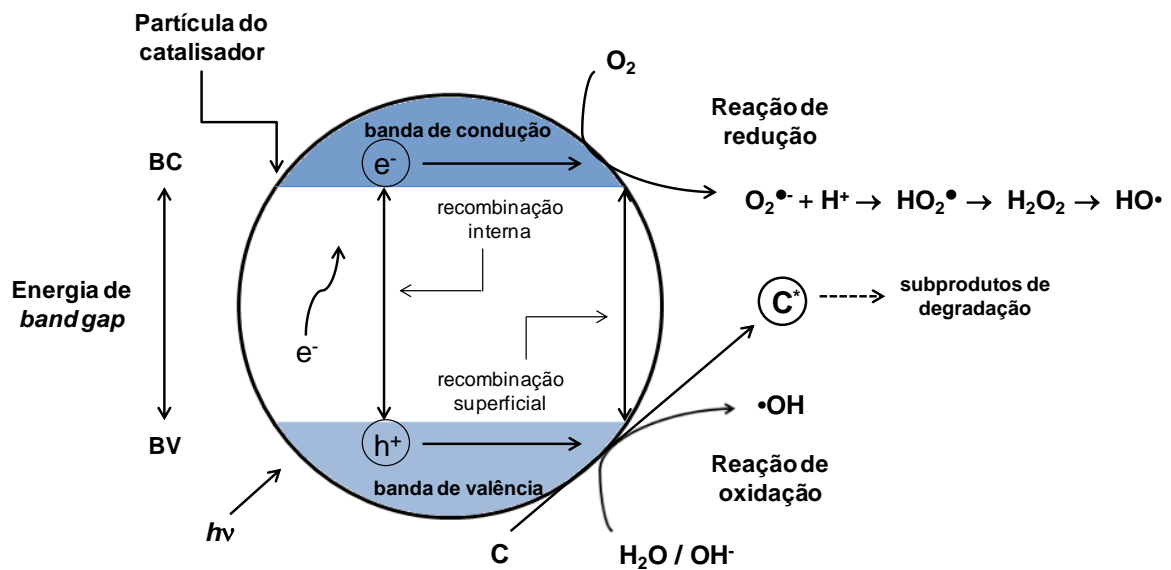 Partícula do
catalisador
O₂
Reação de
redução
banda de condução
BC
e⁻
O₂•⁻ + H⁺ → HO₂• → H₂O₂ → HO•
recombinação
interna
Energia de
band gap
C*
subprodutos de
degradação
e⁻
recombinação
superficial
•OH
BV
h⁺
Reação de
oxidação
banda de valência
hν
C
H₂O / OH⁻